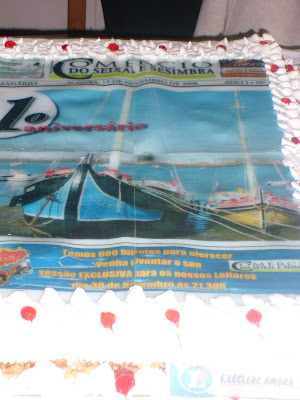 COMÉRCIO
DO SEIXAL E SESIMBRA
1º
aniversário
Temos 600 bilhetes para oferecer
Venha levantar o seu
Sessão EXCLUSIVA para os nossos Leitores
dia 30 de Novembro às 21,30h
E.LECLERC AMORA